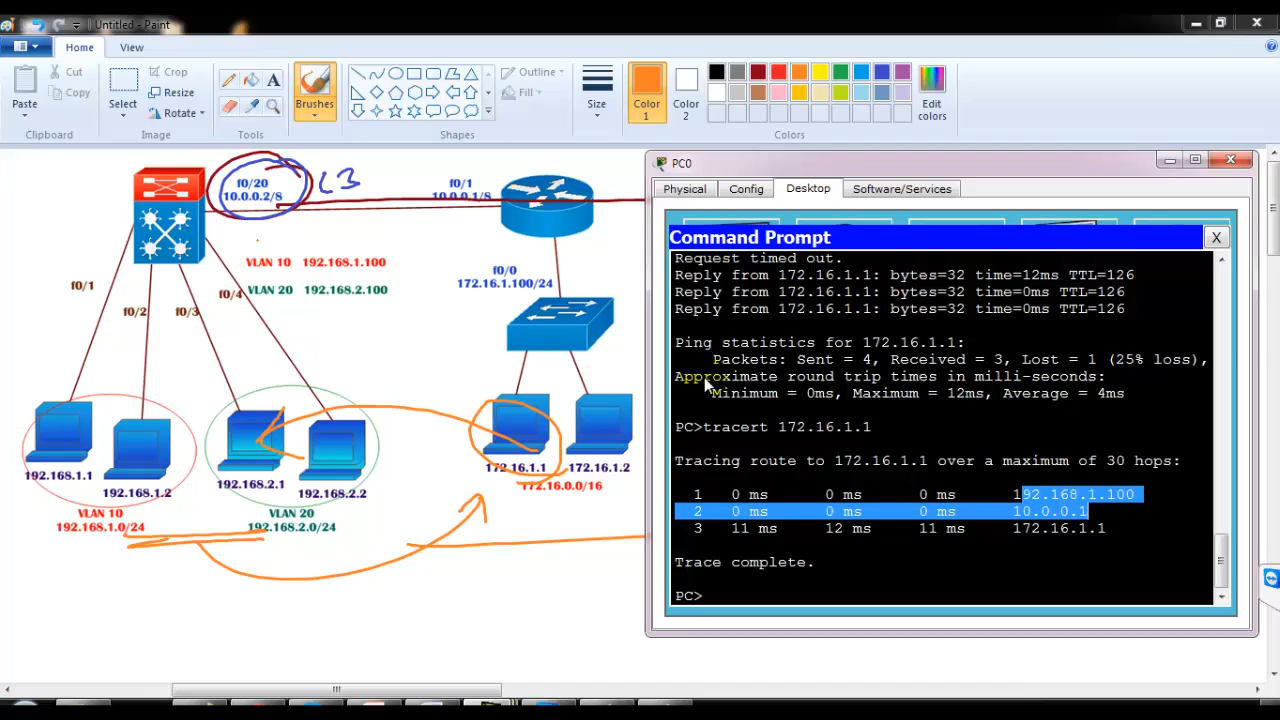 Untitled - Paint
Home View
Paste
Cut
Copy
Clipboard
Select
Crop
Resize
Rotate
Image
Tools
Brushes
Shapes
Outline
Fill
Size
Color 1
Color 2
Edit colors
Colors
f0/20
10.0.0.2/8
L3
f0/1
10.0.0.1/8
VLAN 10 192.168.1.100
VLAN 20 192.168.2.100
f0/0
172.16.1.100/24
f0/1
f0/2
f0/3
f0/4
192.168.1.1
192.168.1.2
192.168.2.1
192.168.2.2
172.16.1.1
172.16.1.2
172.16.0.0/16
VLAN 10
192.168.1.0/24
VLAN 20
192.168.2.0/24
PC0
Physical Config Desktop Software/Services
Command Prompt X
Request timed out.
Reply from 172.16.1.1: bytes=32 time=12ms TTL=126
Reply from 172.16.1.1: bytes=32 time=0ms TTL=126
Reply from 172.16.1.1: bytes=32 time=0ms TTL=126
Ping statistics for 172.16.1.1:
Packets: Sent = 4, Received = 3, Lost = 1 (25% loss),
Approximate round trip times in milli-seconds:
Minimum = 0ms, Maximum = 12ms, Average = 4ms
PC>tracert 172.16.1.1
Tracing route to 172.16.1.1 over a maximum of 30 hops:
1 0 ms 0 ms 0 ms 192.168.1.100
2 0 ms 0 ms 0 ms 10.0.0.1
3 11 ms 12 ms 11 ms 172.16.1.1
Trace complete.
PC>